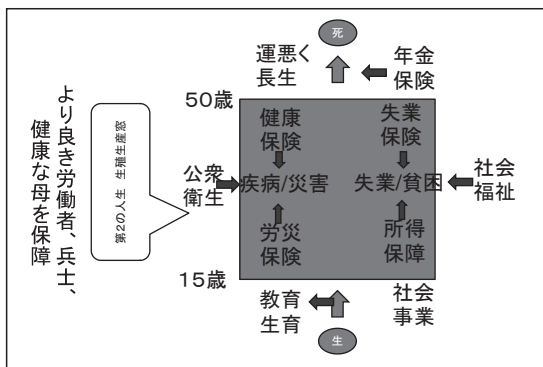 死
運悪く
長生
年金
保険
50歳
健康
保険
失業
保険
公衆
衛生
疾病/災害
失業/貧困
社会
福祉
労災
保険
所得
保障
15歳
教育
生育
社会
事業
生
第2の人生 生殖生産窓
より良き労働者、兵士、
健康な母を保障